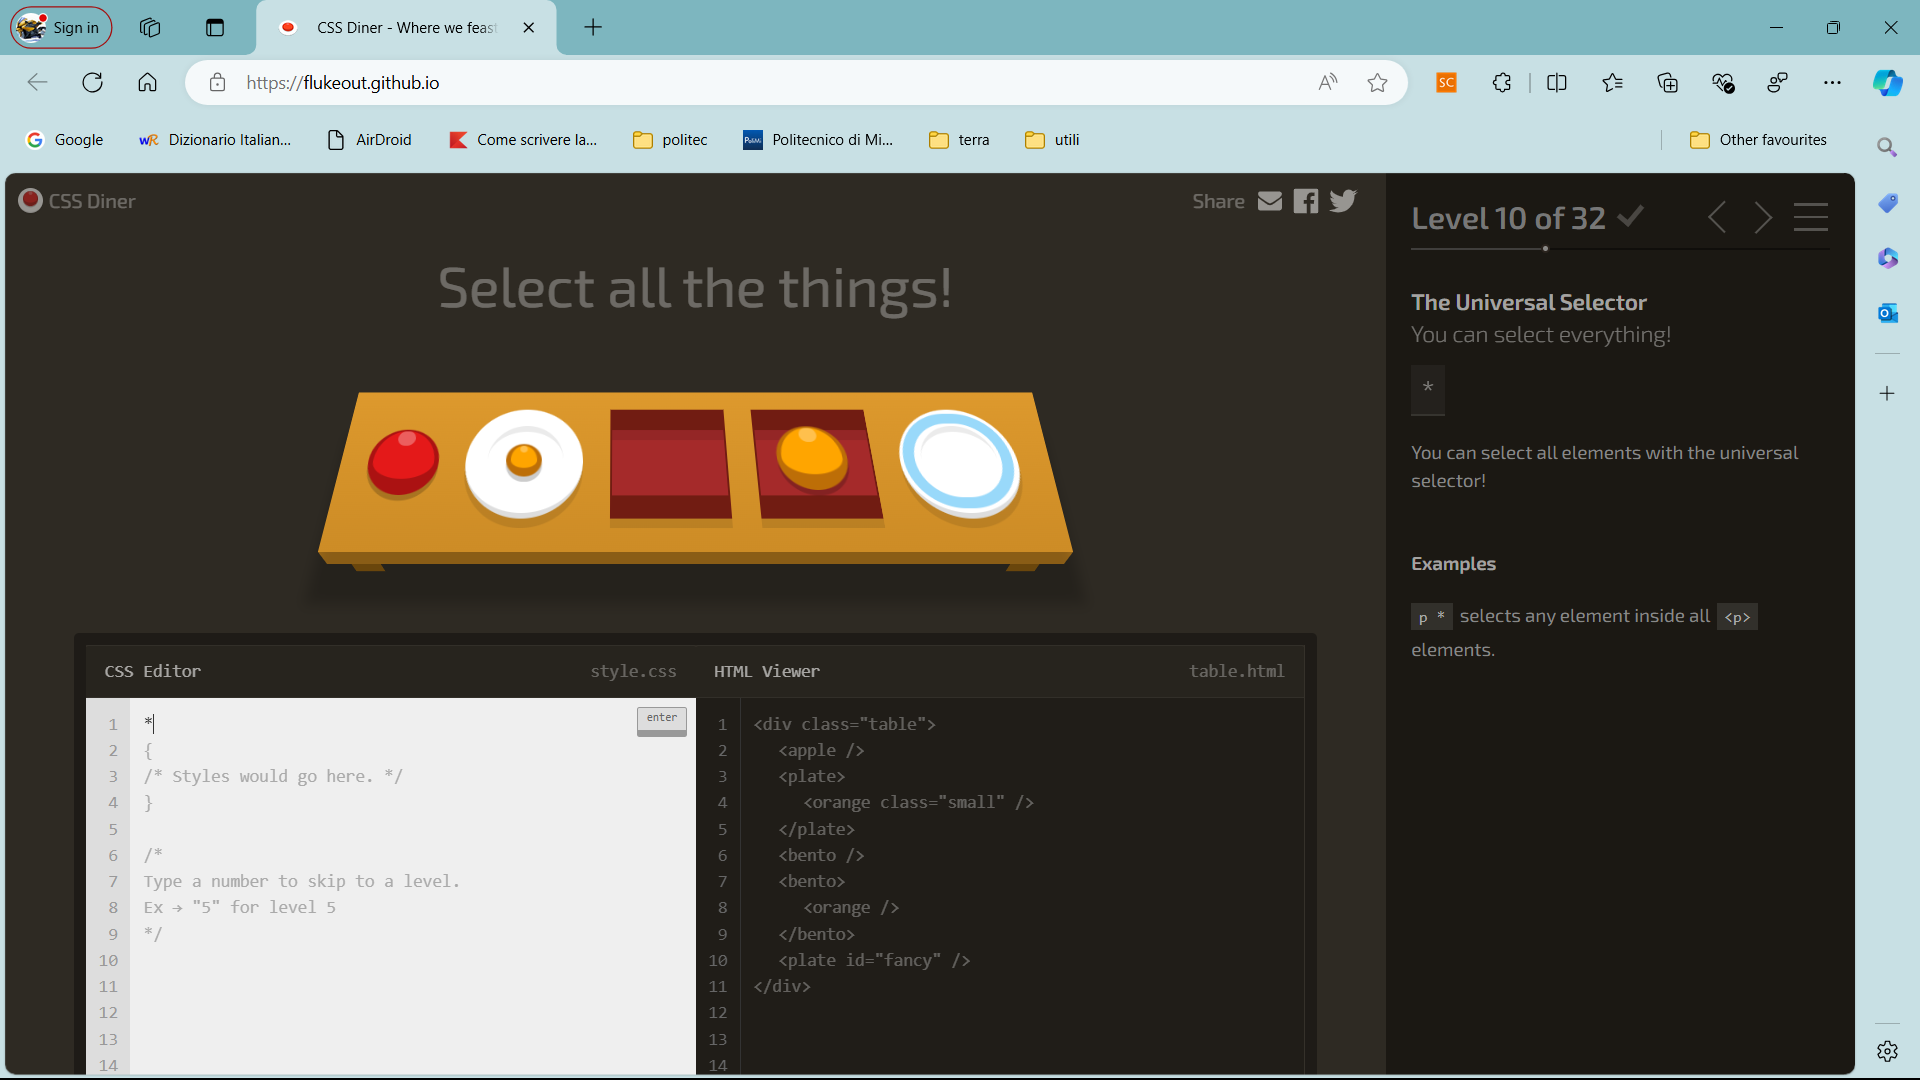 Sign in
CSS Diner - Where we feast
https://flukeout.github.io
SC
Google
wR Dizionario Italian...
AirDroid
Come scrivere la...
politec
Politecnico di Mi...
terra
utili
Other favourites
CSS Diner
Share
Select all the things!
CSS Editor
style.css
HTML Viewer
table.html
enter
1 *
2 {
3 /* Styles would go here. */
4 }
5
6 /*
7 Type a number to skip to a level.
8 Ex → "5" for level 5
9 */
10
11
12
13
14
1 <div class="table">
2 <apple />
3 <plate>
4 <orange class="small" />
5 </plate>
6 <bento />
7 <bento>
8 <orange />
9 </bento>
10 <plate id="fancy" />
11 </div>
12
13
14
Level 10 of 32
The Universal Selector
You can select everything!
*
You can select all elements with the universal
selector!
Examples
p * selects any element inside all <p>
elements.